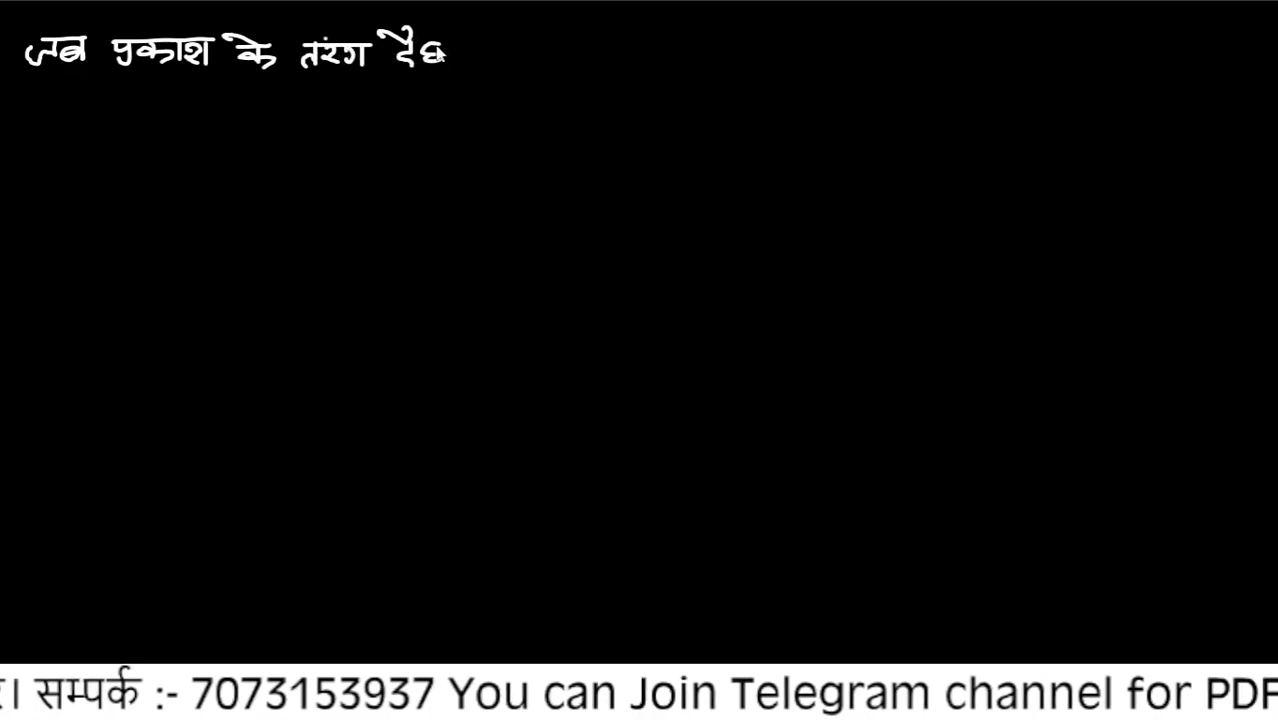 जब प्रकाश के तरंग दैघ
र। सम्पर्क :- 7073153937 You can Join Telegram channel for PDF